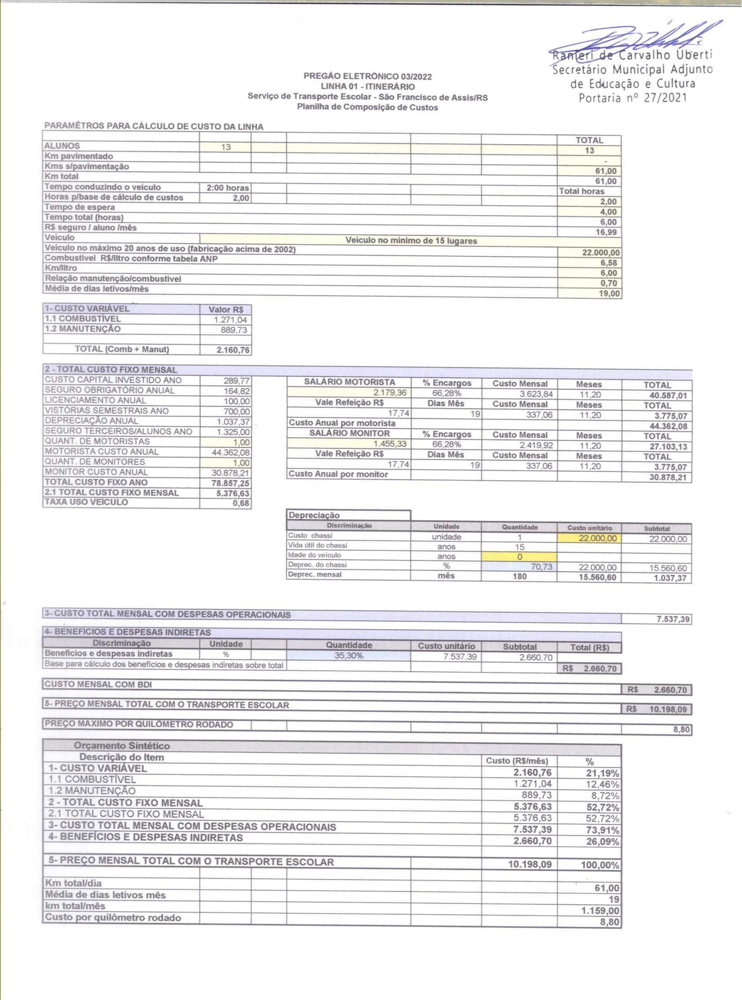 Ranieri de Carvalho Uberti
Secretário Municipal Adjunto
de Educação e Cultura
Portaria nº 27/2021
PREGÃO ELETRÔNICO 03/2022
LINHA 01 - ITINERÁRIO
Serviço de Transporte Escolar - São Francisco de Assis/RS
Planilha de Composição de Custos
PARAMÊTROS PARA CÁLCULO DE CUSTO DA LINHA
TOTAL
ALUNOS 13 13
Km pavimentado -
Kms s/pavimentação 61,00
Km total 61,00
Tempo conduzindo o veículo 2:00 horas Total horas
Horas p/base de cálculo de custos 2,00 2,00
Tempo de espera 4,00
Tempo total (horas) 6,00
R$ seguro / aluno /mês 16,99
Veículo Veiculo no minimo de 15 lugares
Veículo no máximo 20 anos de uso (fabricação acima de 2002) 22.000,00
Combustivel R$/litro conforme tabela ANP 6,58
Km/litro 6,00
Relação manutenção/combustível 0,70
Média de dias letivos/mês 19,00
1- CUSTO VARIÁVEL Valor R$
1.1 COMBUSTÍVEL 1.271,04
1.2 MANUTENÇÃO 889,73
TOTAL (Comb + Manut) 2.160,76
2 - TOTAL CUSTO FIXO MENSAL
CUSTO CAPITAL INVESTIDO ANO 289,77
SEGURO OBRIGATÓRIO ANUAL 164,82
LICENCIAMENTO ANUAL 100,00
VISTÓRIAS SEMESTRAIS ANO 700,00
DEPRECIAÇÃO ANUAL 1.037,37
SEGURO TERCEIROS/ALUNOS ANO 1.325,00
QUANT. DE MOTORISTAS 1,00
MOTORISTA CUSTO ANUAL 44.362,08
QUANT. DE MONITORES 1,00
MONITOR CUSTO ANUAL 30.878,21
TOTAL CUSTO FIXO ANO 78.857,25
2.1 TOTAL CUSTO FIXO MENSAL 5.376,63
TAXA USO VEÍCULO 0,68
SALÁRIO MOTORISTA % Encargos Custo Mensal Meses TOTAL
2.179,36 66,28% 3.623,84 11,20 40.587,01
Vale Refeição R$ Dias Mês Custo Mensal Meses TOTAL
17,74 19 337,06 11,20 3.775,07
Custo Anual por motorista 44.362,08
SALÁRIO MONITOR % Encargos Custo Mensal Meses TOTAL
1.455,33 66,28% 2.419,92 11,20 27.103,13
Vale Refeição R$ Dias Mês Custo Mensal Meses TOTAL
17,74 19 337,06 11,20 3.775,07
Custo Anual por monitor 30.878,21
Depreciação
Discriminação Unidade Quantidade Custo unitário Subtotal
Custo chassi unidade 1 22.000,00 22.000,00
Vida útil do chassi anos 15
Idade do veículo anos 0
Deprec. do chassi % 70,73 22.000,00 15.560,60
Deprec. mensal mês 180 15.560,60 1.037,37
3- CUSTO TOTAL MENSAL COM DESPESAS OPERACIONAIS 7.537,39
4- BENEFICIOS E DESPESAS INDIRETAS
Discriminação Unidade Quantidade Custo unitário Subtotal Total (R$)
Benefícios e despesas indiretas % 35,30% 7.537,39 2.660,70
Base para cálculo dos beneficios e despesas indiretas sobre total R$ 2.660,70
CUSTO MENSAL COM BDI R$ 2.660,70
5- PREÇO MENSAL TOTAL COM O TRANSPORTE ESCOLAR R$ 10.198,09
PREÇO MÁXIMO POR QUILÔMETRO RODADO 8,80
Orçamento Sintético
Descrição do Item Custo (R$/mês) %
1- CUSTO VARIÁVEL 2.160,76 21,19%
1.1 COMBUSTÍVEL 1.271,04 12,46%
1.2 MANUTENÇÃO 889,73 8,72%
2 - TOTAL CUSTO FIXO MENSAL 5.376,63 52,72%
2.1 TOTAL CUSTO FIXO MENSAL 5.376,63 52,72%
3- CUSTO TOTAL MENSAL COM DESPESAS OPERACIONAIS 7.537,39 73,91%
4- BENEFÍCIOS E DESPESAS INDIRETAS 2.660,70 26,09%
5- PREÇO MENSAL TOTAL COM O TRANSPORTE ESCOLAR 10.198,09 100,00%
Km total/dia 61,00
Média de dias letivos mês 19
km total/mês 1.159,00
Custo por quilômetro rodado 8,80